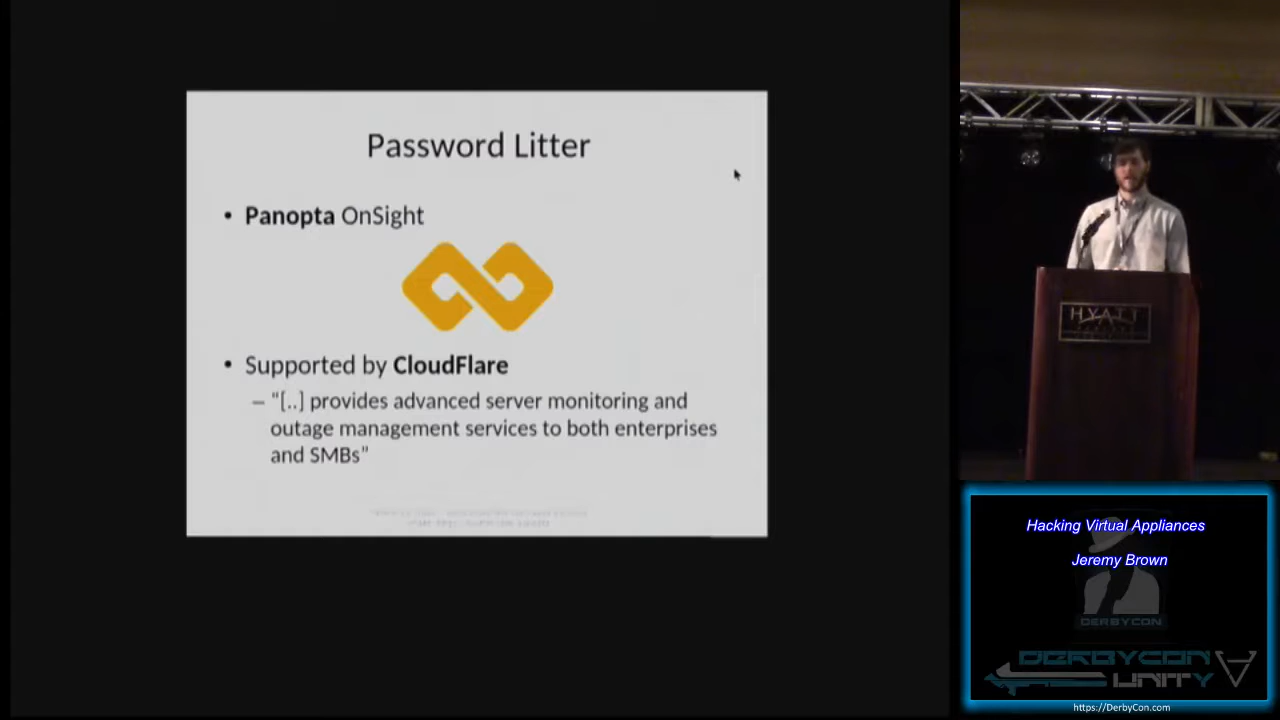 Password Litter
• Panopta OnSight
• Supported by CloudFlare
– “[..] provides advanced server monitoring and
outage management services to both enterprises
and SMBs”
HYATT
Hacking Virtual Appliances
Jeremy Brown
DERBYCON
DERBYCON
UNITY
https://DerbyCon.com